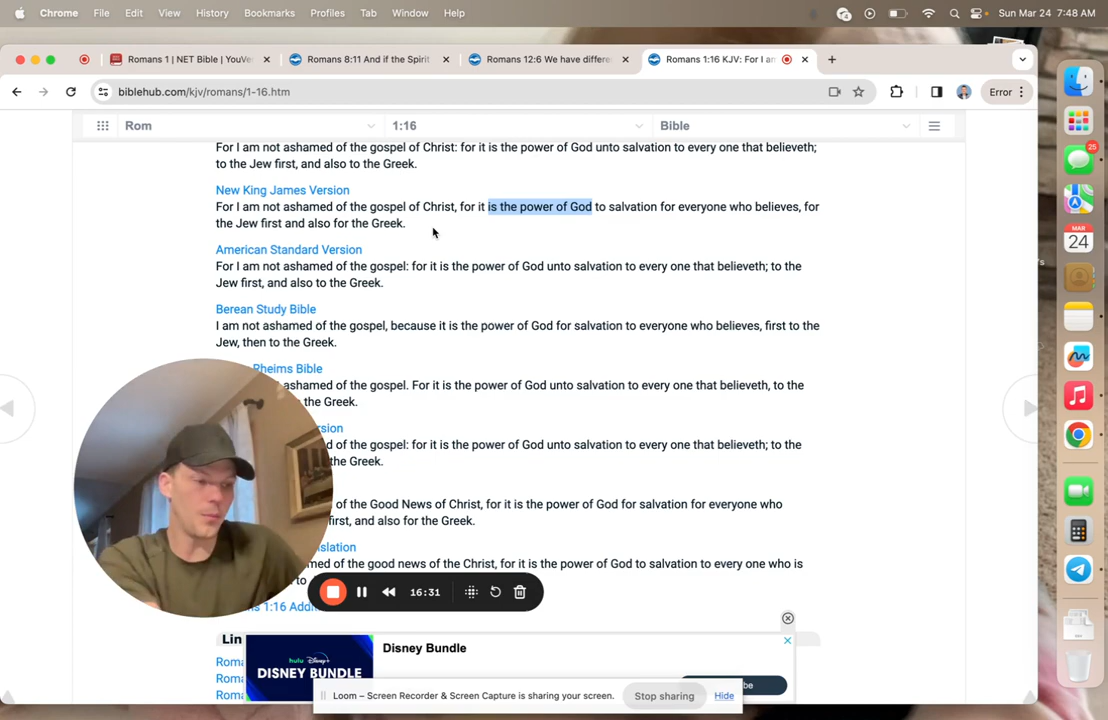 Chrome File Edit View History Bookmarks Profiles Tab Window Help Sun Mar 24 7:48 AM
Romans 1 | NET Bible | YouVe Romans 8:11 And if the Spirit Romans 12:6 We have differe Romans 1:16 KJV: For I am
biblehub.com/kjv/romans/1-16.htm Error
Rom 1:16 Bible
For I am not ashamed of the gospel of Christ: for it is the power of God unto salvation to every one that believeth;
to the Jew first, and also to the Greek.
New King James Version
For I am not ashamed of the gospel of Christ, for it is the power of God to salvation for everyone who believes, for
the Jew first and also for the Greek.
American Standard Version
For I am not ashamed of the gospel: for it is the power of God unto salvation to every one that believeth; to the
Jew first, and also to the Greek.
Berean Study Bible
I am not ashamed of the gospel, because it is the power of God for salvation to everyone who believes, first to the
Jew, then to the Greek.
Rheims Bible
ashamed of the gospel. For it is the power of God unto salvation to every one that believeth, to the
the Greek.
d of the gospel: for it is the power of God unto salvation to every one that believeth; to the
the Greek.
of the Good News of Christ, for it is the power of God for salvation for everyone who
first, and also for the Greek.
med of the good news of the Christ, for it is the power of God to salvation to every one who is
to
16:31
1:16
Lin
Disney Bundle
hulu Disney+
DISNEY BUNDLE
Roma
Roma
Roma
be
Loom – Screen Recorder & Screen Capture is sharing your screen. Stop sharing Hide
25
MAR
24